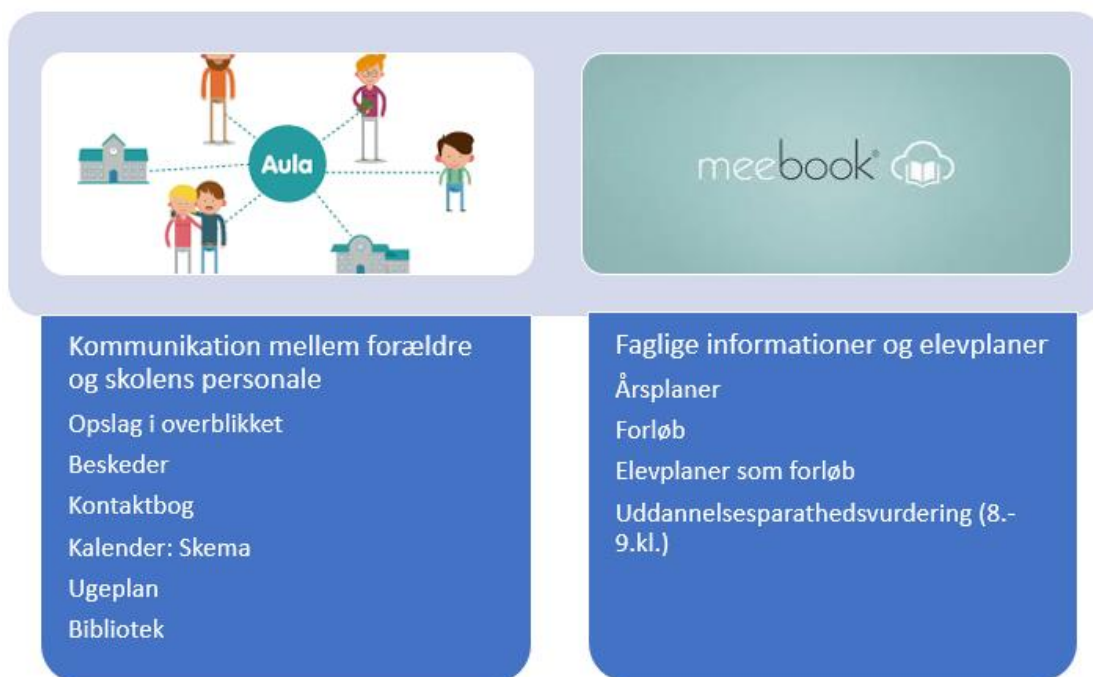 Aula
meebook®
Kommunikation mellem forældre
og skolens personale
Opslag i overblikket
Beskeder
Kontaktbog
Kalender: Skema
Ugeplan
Bibliotek
Faglige informationer og elevplaner
Årsplaner
Forløb
Elevplaner som forløb
Uddannelsesparathedsvurdering (8.-
9.kl.)